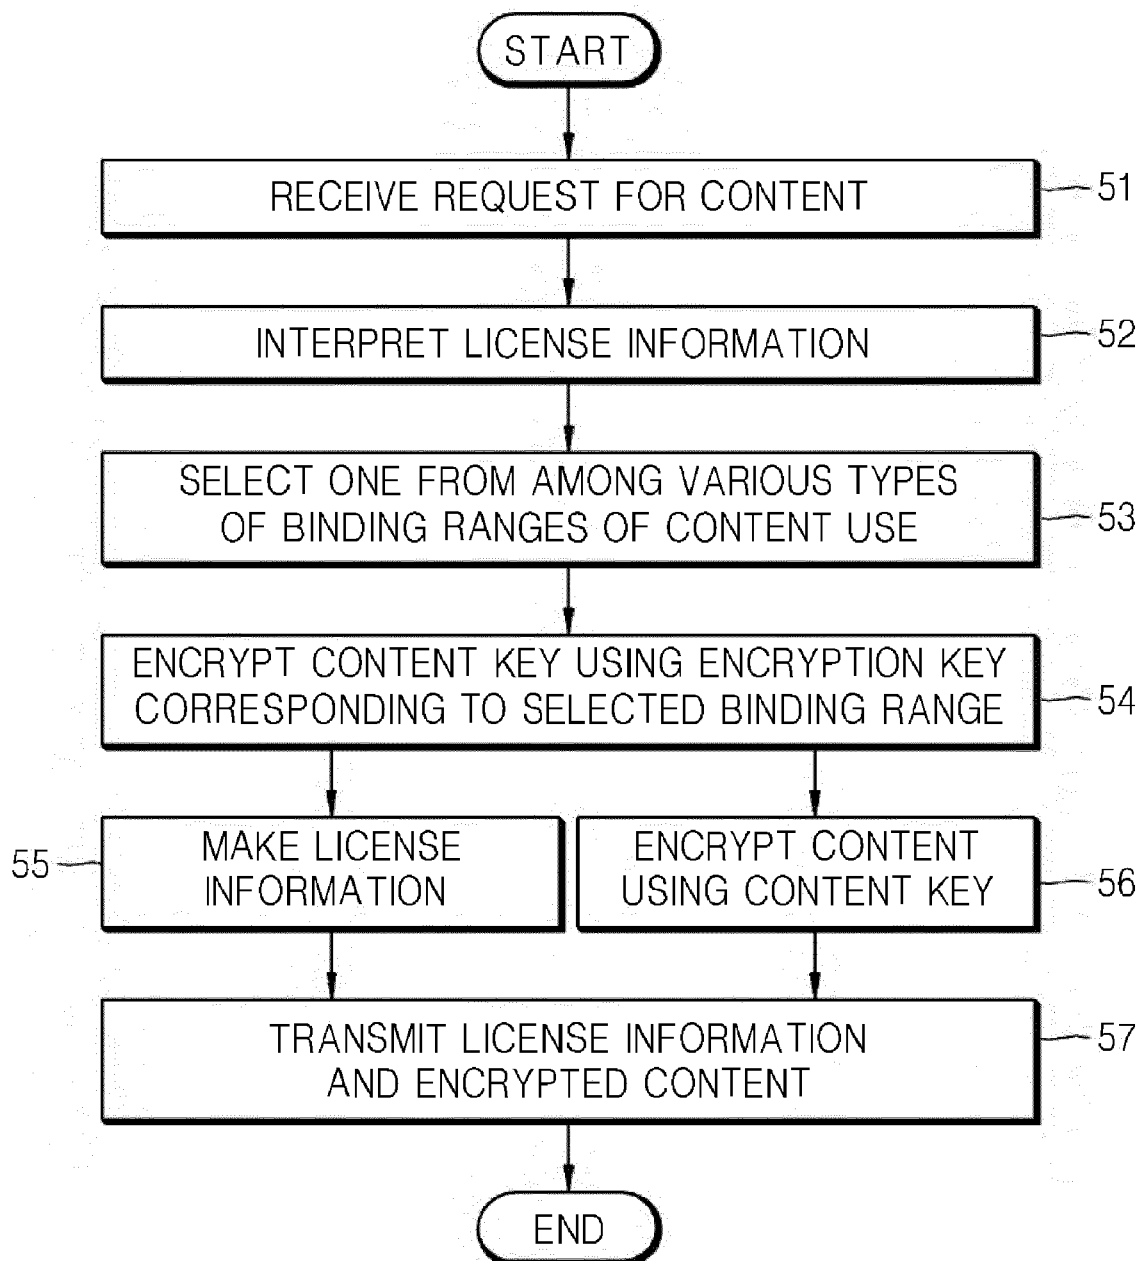 START
RECEIVE REQUEST FOR CONTENT
51
INTERPRET LICENSE INFORMATION
52
SELECT ONE FROM AMONG VARIOUS TYPES
OF BINDING RANGES OF CONTENT USE
53
ENCRYPT CONTENT KEY USING ENCRYPTION KEY
CORRESPONDING TO SELECTED BINDING RANGE
54
55
MAKE LICENSE
INFORMATION
ENCRYPT CONTENT
USING CONTENT KEY
56
TRANSMIT LICENSE INFORMATION
AND ENCRYPTED CONTENT
57
END